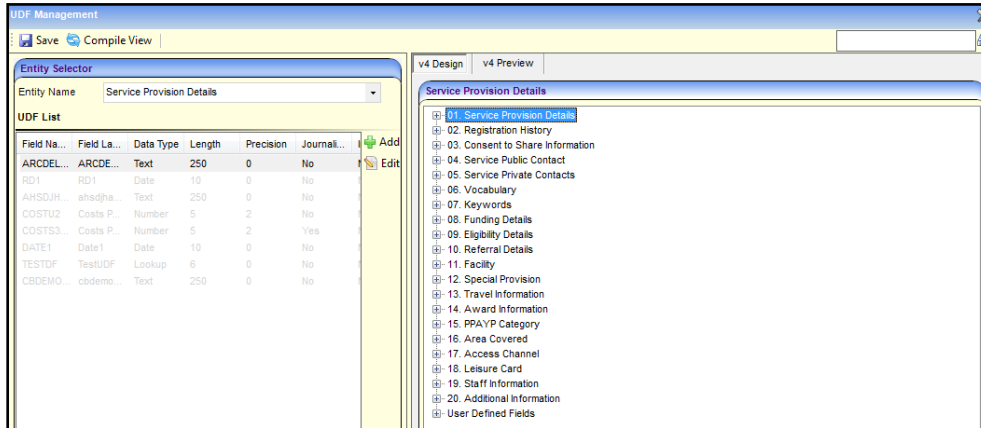 UDF Management
Save Compile View
Entity Selector
Entity Name Service Provision Details
UDF List
Field Na... Field La... Data Type Length Precision Journali... I
Add
ARCDEL... ARCDE... Text 250 0 No
Edit
RD1 RD1 Date 10 0 No
AHSDJH... ahsdjha... Text 250 0 No
COSTU2 Costs P... Number 5 2 No
COSTS3... Costs P... Number 5 2 Yes
DATE1 Date1 Date 10 0 No
TESTDF TestUDF Lookup 6 0 No
CBDEMO... cbdemo... Text 250 0 No
v4 Design v4 Preview
Service Provision Details
01. Service Provision Details
02. Registration History
03. Consent to Share Information
04. Service Public Contact
05. Service Private Contacts
06. Vocabulary
07. Keywords
08. Funding Details
09. Eligibility Details
10. Referral Details
11. Facility
12. Special Provision
13. Travel Information
14. Award Information
15. PPAYP Category
16. Area Covered
17. Access Channel
18. Leisure Card
19. Staff Information
20. Additional Information
User Defined Fields